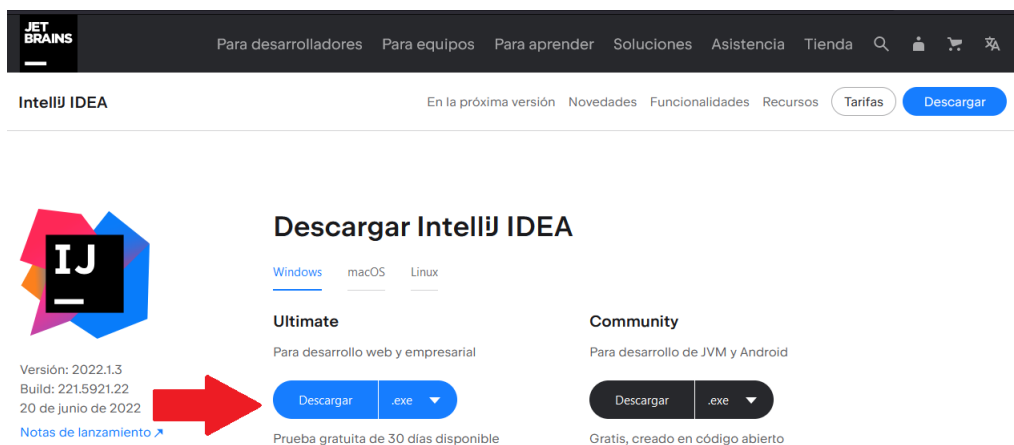 JET
BRAINS
Para desarrolladores Para equipos Para aprender Soluciones Asistencia Tienda
IntelliJ IDEA
En la próxima versión Novedades Funcionalidades Recursos Tarifas Descargar
IJ
Descargar IntelliJ IDEA
Windows macOS Linux
Ultimate
Para desarrollo web y empresarial
Descargar .exe
Prueba gratuita de 30 días disponible
Community
Para desarrollo de JVM y Android
Descargar .exe
Gratis, creado en código abierto
Versión: 2022.1.3
Build: 221.5921.22
20 de junio de 2022
Notas de lanzamiento ↗